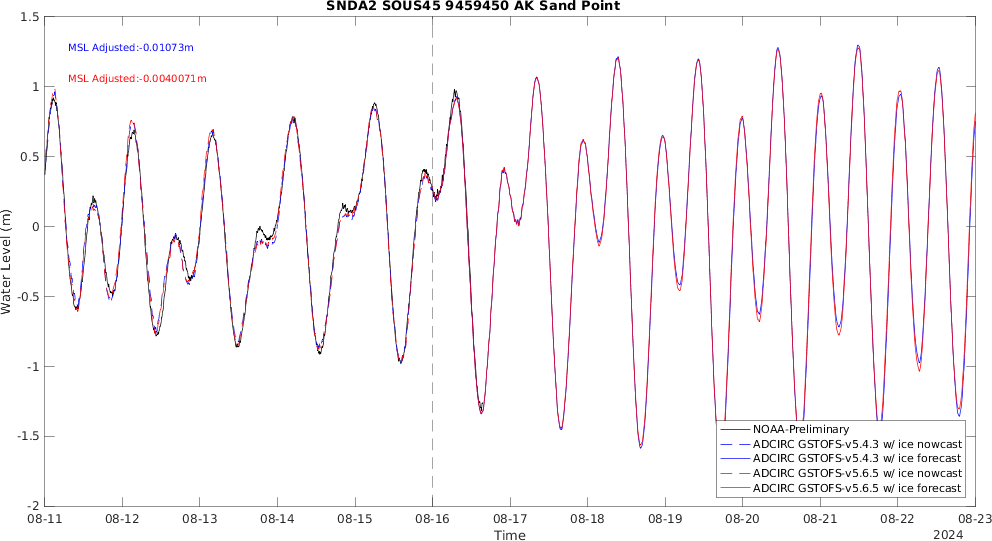 SNDA2 SOUS45 9459450 AK Sand Point
MSL Adjusted:-0.01073m
MSL Adjusted:-0.0040071m
Water Level (m)
1.5
1
0.5
0
-0.5
-1
-1.5
-2
NOAA-Preliminary
ADCIRC GSTOFS-v5.4.3 w/ ice nowcast
ADCIRC GSTOFS-v5.4.3 w/ ice forecast
ADCIRC GSTOFS-v5.6.5 w/ ice nowcast
ADCIRC GSTOFS-v5.6.5 w/ ice forecast
08-11 08-12 08-13 08-14 08-15 08-16 08-17 08-18 08-19 08-20 08-21 08-22 08-23
Time
2024